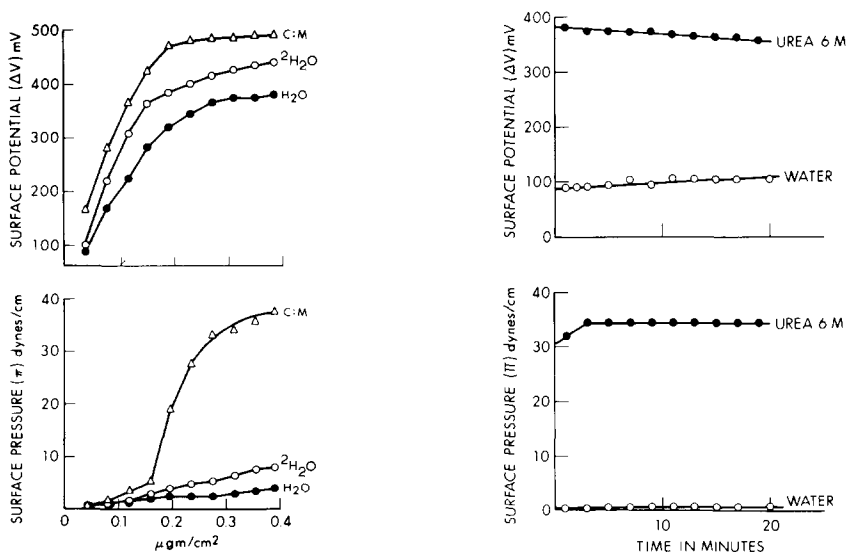 SURFACE POTENTIAL (ΔV) mV
500
400
300
200
100
C:M
²H₂O
H₂O
SURFACE PRESSURE (π) dynes/cm
40
30
20
10
C:M
²H₂O
H₂O
0
0.1
0.2
0.3
0.4
μgm/cm²
SURFACE POTENTIAL (ΔV) mV
400
300
200
100
0
UREA 6 M
WATER
SURFACE PRESSURE (π) dynes/cm
40
30
20
10
0
UREA 6 M
WATER
10
20
TIME IN MINUTES